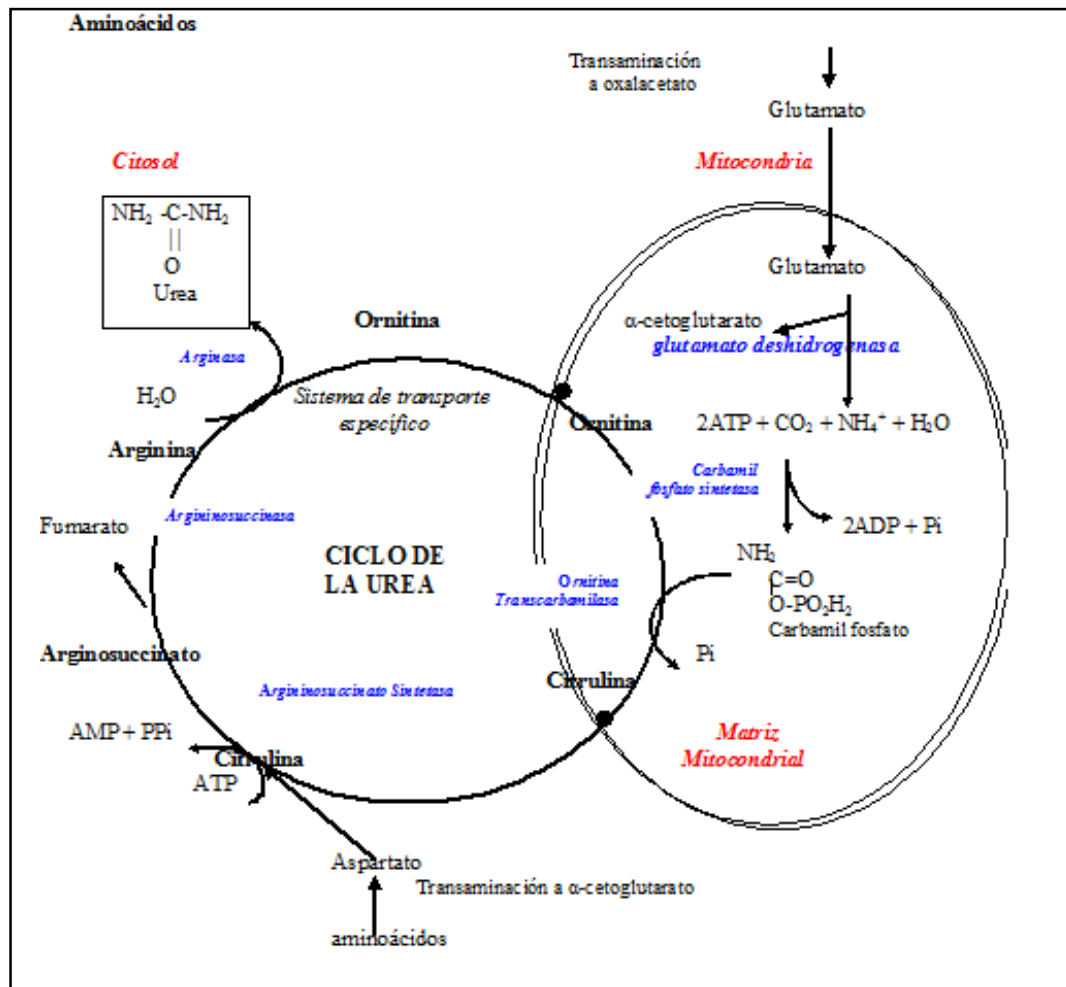 Aminoácidos
Transaminación
a oxalacetato
Glutamato
Citosol
Mitocondria
NH₂ -C-NH₂
||
O
Urea
Glutamato
Ornitina
α-cetoglutarato
glutamato deshidrogenasa
Arginasa
H₂O
Sistema de transporte
específico
Ornitina
2ATP + CO₂ + NH₄⁺ + H₂O
Arginina
Carbamil
fosfato sintetasa
Fumarato
Argininosuccinasa
2ADP + Pi
CICLO DE
LA UREA
NH₂
C=O
O-PO₂H₂
Carbamil fosfato
Ornitina
Transcarbamilasa
Arginosuccinato
Pi
Argininosuccinato Sintetasa
Citrulina
AMP + PPi
Citrulina
ATP
Matriz
Mitocondrial
Aspartato
Transaminación a α-cetoglutarato
aminoácidos